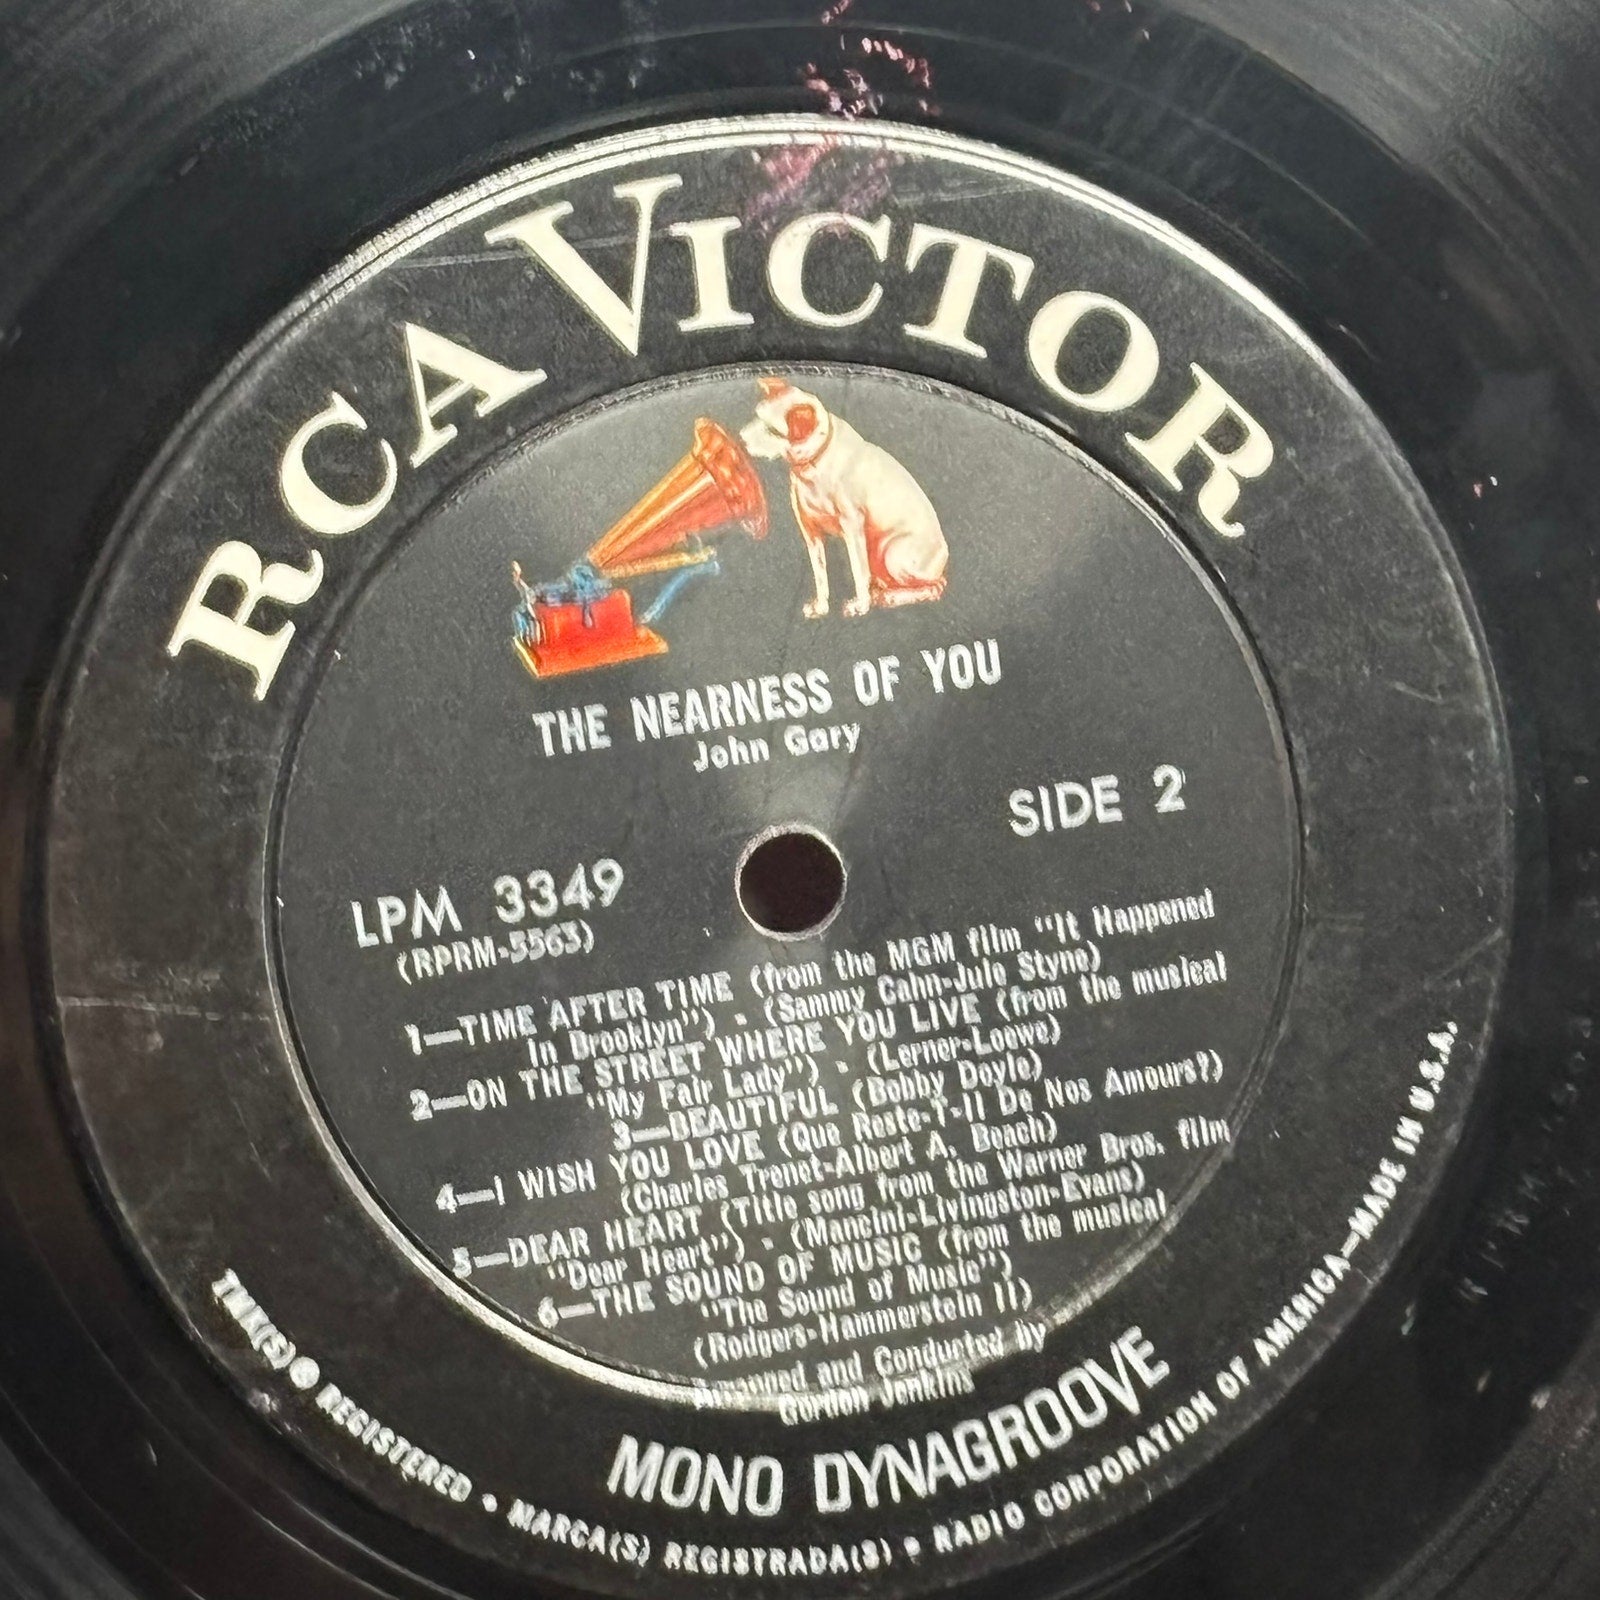 RCA VICTOR
THE NEARNESS OF YOU
John Gary
SIDE 2
LPM 3349
(RPRM-5563)
1—TIME AFTER TIME (from the MGM film "It Happened
In Brooklyn") - (Sammy Cahn-Jule Styne)
2—ON THE STREET WHERE YOU LIVE (from the musical
"My Fair Lady") - (Lerner-Loewe)
3—BEAUTIFUL (Bobby Doyle)
4—I WISH YOU LOVE (Que Reste-T-Il De Nos Amours?)
(Charles Trenet-Albert A. Beach)
5—DEAR HEART (Title song from the Warner Bros. film
"Dear Heart") - (Mancini-Livingston-Evans)
6—THE SOUND OF MUSIC (from the musical
"The Sound of Music")
(Rodgers-Hammerstein II)
Arranged and Conducted by
Gordon Jenkins
MONO DYNAGROOVE
TMK(S) ® REGISTERED • MARCA(S) REGISTRADA(S) • RADIO CORPORATION OF AMERICA—MADE IN U.S.A.